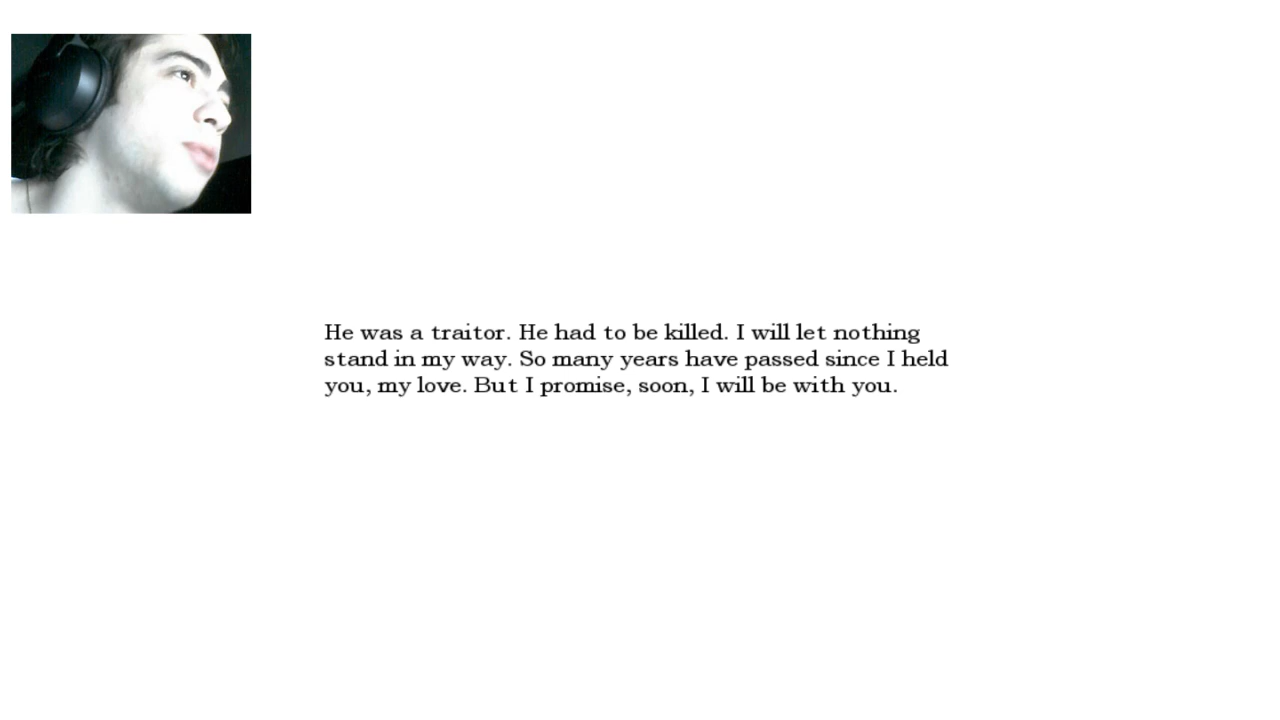 He was a traitor. He had to be killed. I will let nothing
stand in my way. So many years have passed since I held
you, my love. But I promise, soon, I will be with you.